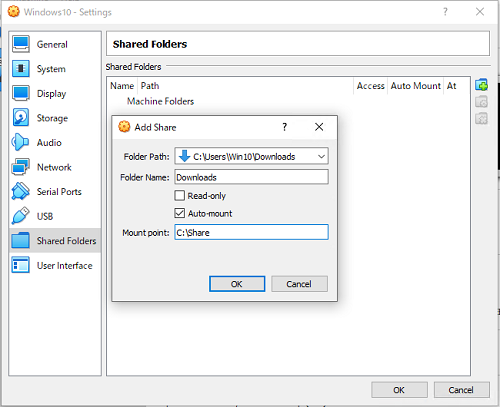 Windows10 - Settings
? ×
General
System
Display
Storage
Audio
Network
Serial Ports
USB
Shared Folders
User Interface
Shared Folders
Shared Folders
Name Path Access Auto Mount At
Machine Folders
Add Share
? ×
Folder Path: C:\Users\Win10\Downloads
Folder Name: Downloads
Read-only
Auto-mount
Mount point: C:\Share
OK Cancel
OK Cancel